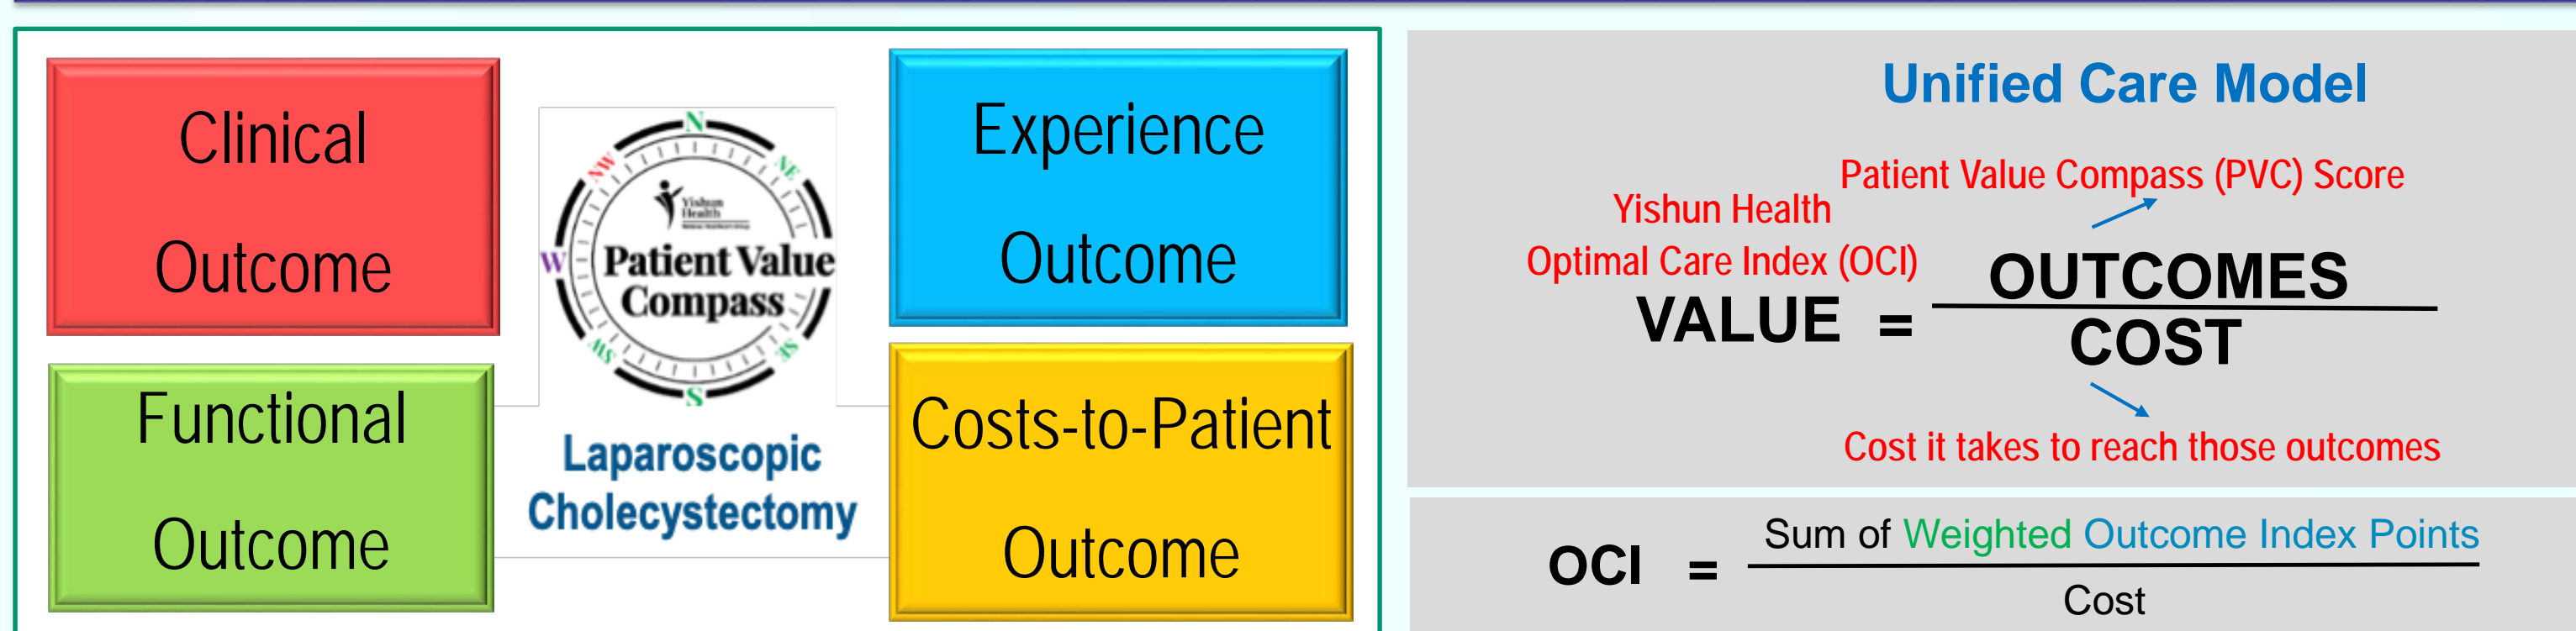 Clinical
Outcome
Experience
Outcome
Functional
Outcome
Costs-to-Patient
Outcome
N
NE
SE
S
SW
W
NW
Yishun
Health
Patient Value
Compass
Laparoscopic
Cholecystectomy
Unified Care Model
Patient Value Compass (PVC) Score
Yishun Health
Optimal Care Index (OCI)
VALUE =
OUTCOMES
COST
Cost it takes to reach those outcomes
OCI =
Sum of Weighted Outcome Index Points
Cost